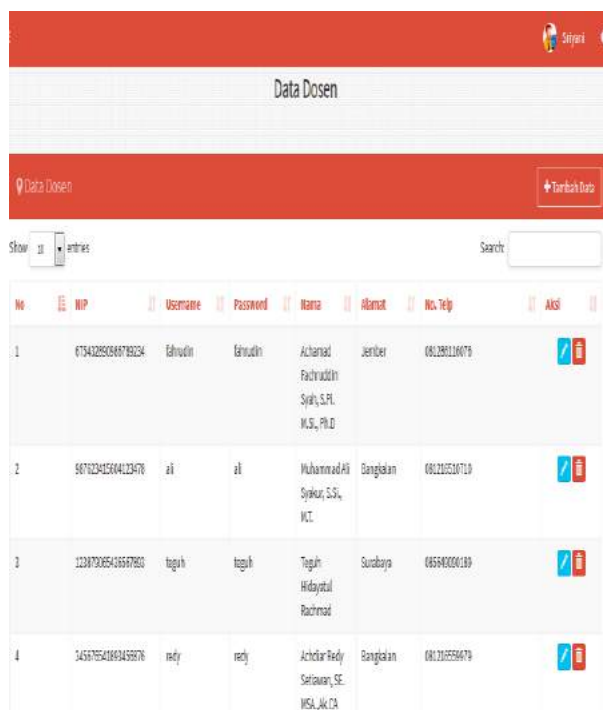 Sriyani
Data Dosen
Data Dosen
+ Tambah Data
Show 10 entries
Search:
No NIP Username Password Nama Alamat No. Telp Aksi
1 fahrudin fahrudin Achamad Jember
Fachruddin
Syah, S.Pi.
M.Si., Ph.D
2 ali ali Muhammad Ali Bangkalan
Syakur, S.Si.,
M.T.
3 teguh teguh Teguh Surabaya
Hidayatul
Rachmad
4 redy redy Achdiar Redy Bangkalan
Setiawan, SE.
MSA.,Ak.CA